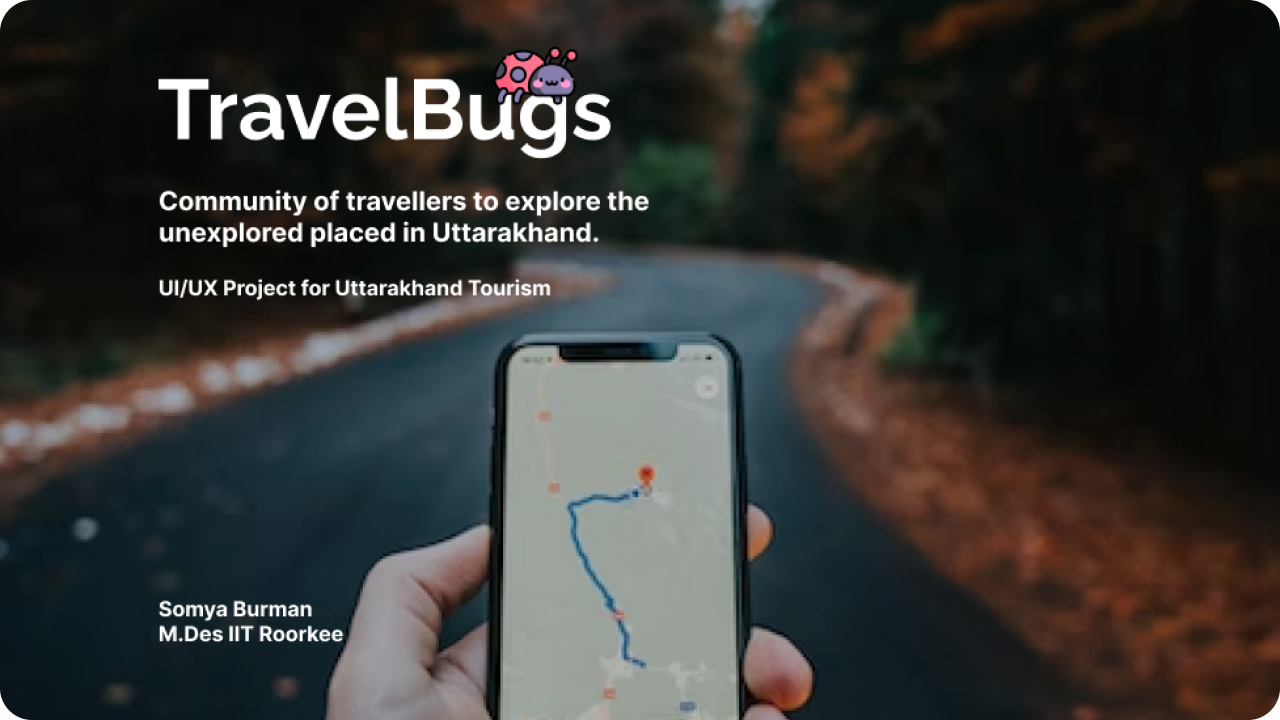 TravelBugs
Community of travellers to explore the
unexplored placed in Uttarakhand.
UI/UX Project for Uttarakhand Tourism
Somya Burman
M.Des IIT Roorkee